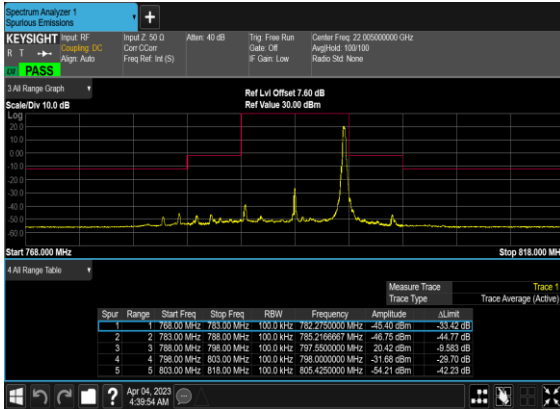 Spectrum Analyzer 1
Spurious Emissions
+
KEYSIGHT Input: RF Input Z: 50 Ω Atten: 40 dB Trig: Free Run Center Freq: 22.005000000 GHz
R T Coupling: DC Corr CCorr Gate: Off Avg|Hold: 100/100
Align: Auto Freq Ref: Int (S) IF Gain: Low Radio Std: None
PASS
3 All Range Graph
Ref Lvl Offset 7.60 dB
Scale/Div 10.0 dB Ref Value 30.00 dBm
Log
20.0
10.0
0.00
-10.0
-20.0
-30.0
-40.0
-50.0
-60.0
Start 768.000 MHz Stop 818.000 MH
4 All Range Table
Measure Trace Trace 1
Trace Type Trace Average (Active)
Spur Range Start Freq Stop Freq RBW Frequency Amplitude ΔLimit
1 1 768.00 MHz 783.00 MHz 100.0 kHz 782.2750000 MHz -45.40 dBm -33.42 dB
2 2 783.00 MHz 788.00 MHz 100.0 kHz 785.2166667 MHz -46.75 dBm -44.77 dB
3 3 788.00 MHz 798.00 MHz 100.0 kHz 797.5500000 MHz 20.42 dBm -9.583 dB
4 4 798.00 MHz 803.00 MHz 100.0 kHz 798.0000000 MHz -31.68 dBm -29.70 dB
5 5 803.00 MHz 818.00 MHz 100.0 kHz 805.4250000 MHz -54.21 dBm -42.23 dB
? Apr 04, 2023
4:39:54 AM